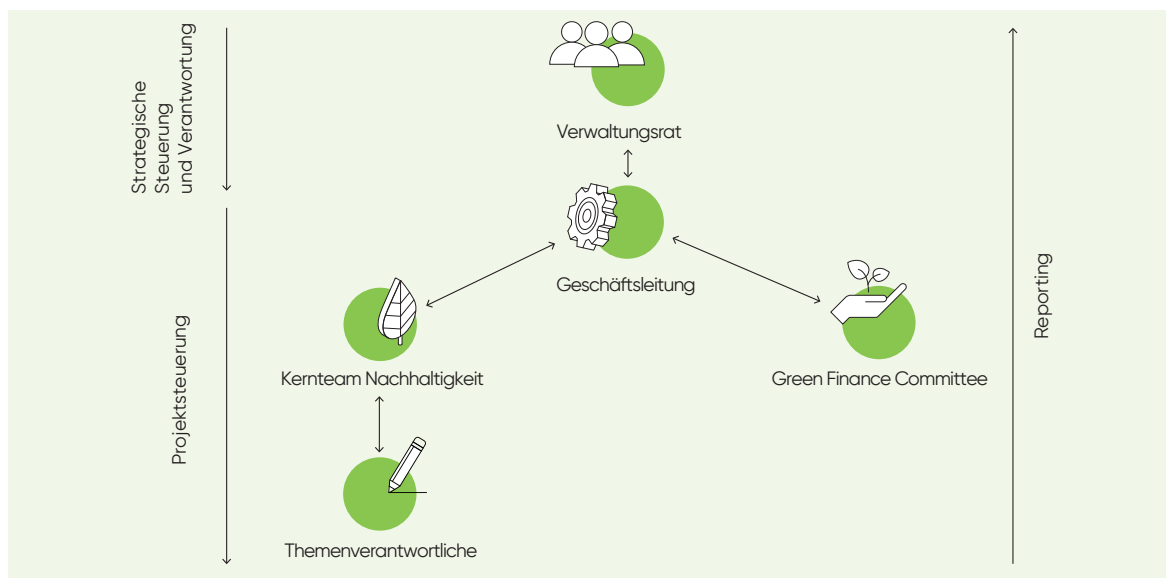 Strategische
Steuerung
und Verantwortung
Verwaltungsrat
Geschäftsleitung
Kernteam Nachhaltigkeit
Green Finance Committee
Projektsteuerung
Reporting
Themenverantwortliche